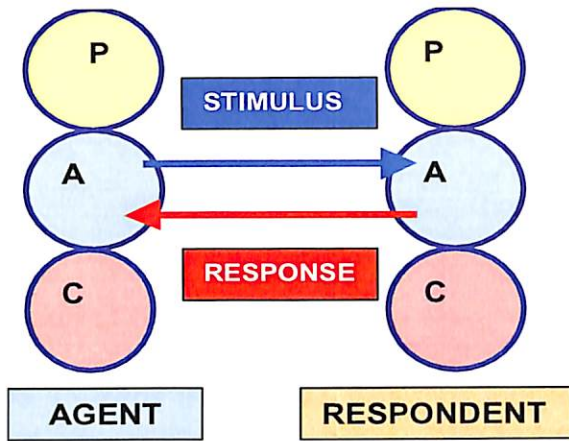 P P
STIMULUS
A A
RESPONSE
C C
AGENT RESPONDENT